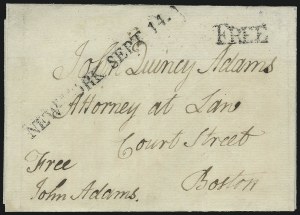 NEW-YORK SEPT 14.
FREE
John Quincy Adams
Attorney at Law
Court Street
Boston
Free
John Adams.